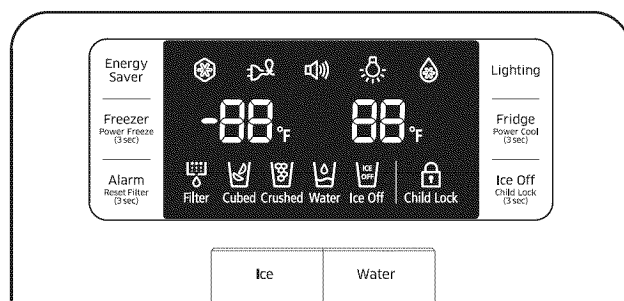 Energy
Saver
Lighting
Freezer
Power Freeze
(3 sec)
-88°F
88°F
Fridge
Power Cool
(3 sec)
Alarm
Reset Filter
(3 sec)
ICE
OFF
Filter Cubed Crushed Water Ice Off Child Lock
Ice Off
Child Lock
(3 sec)
Ice Water